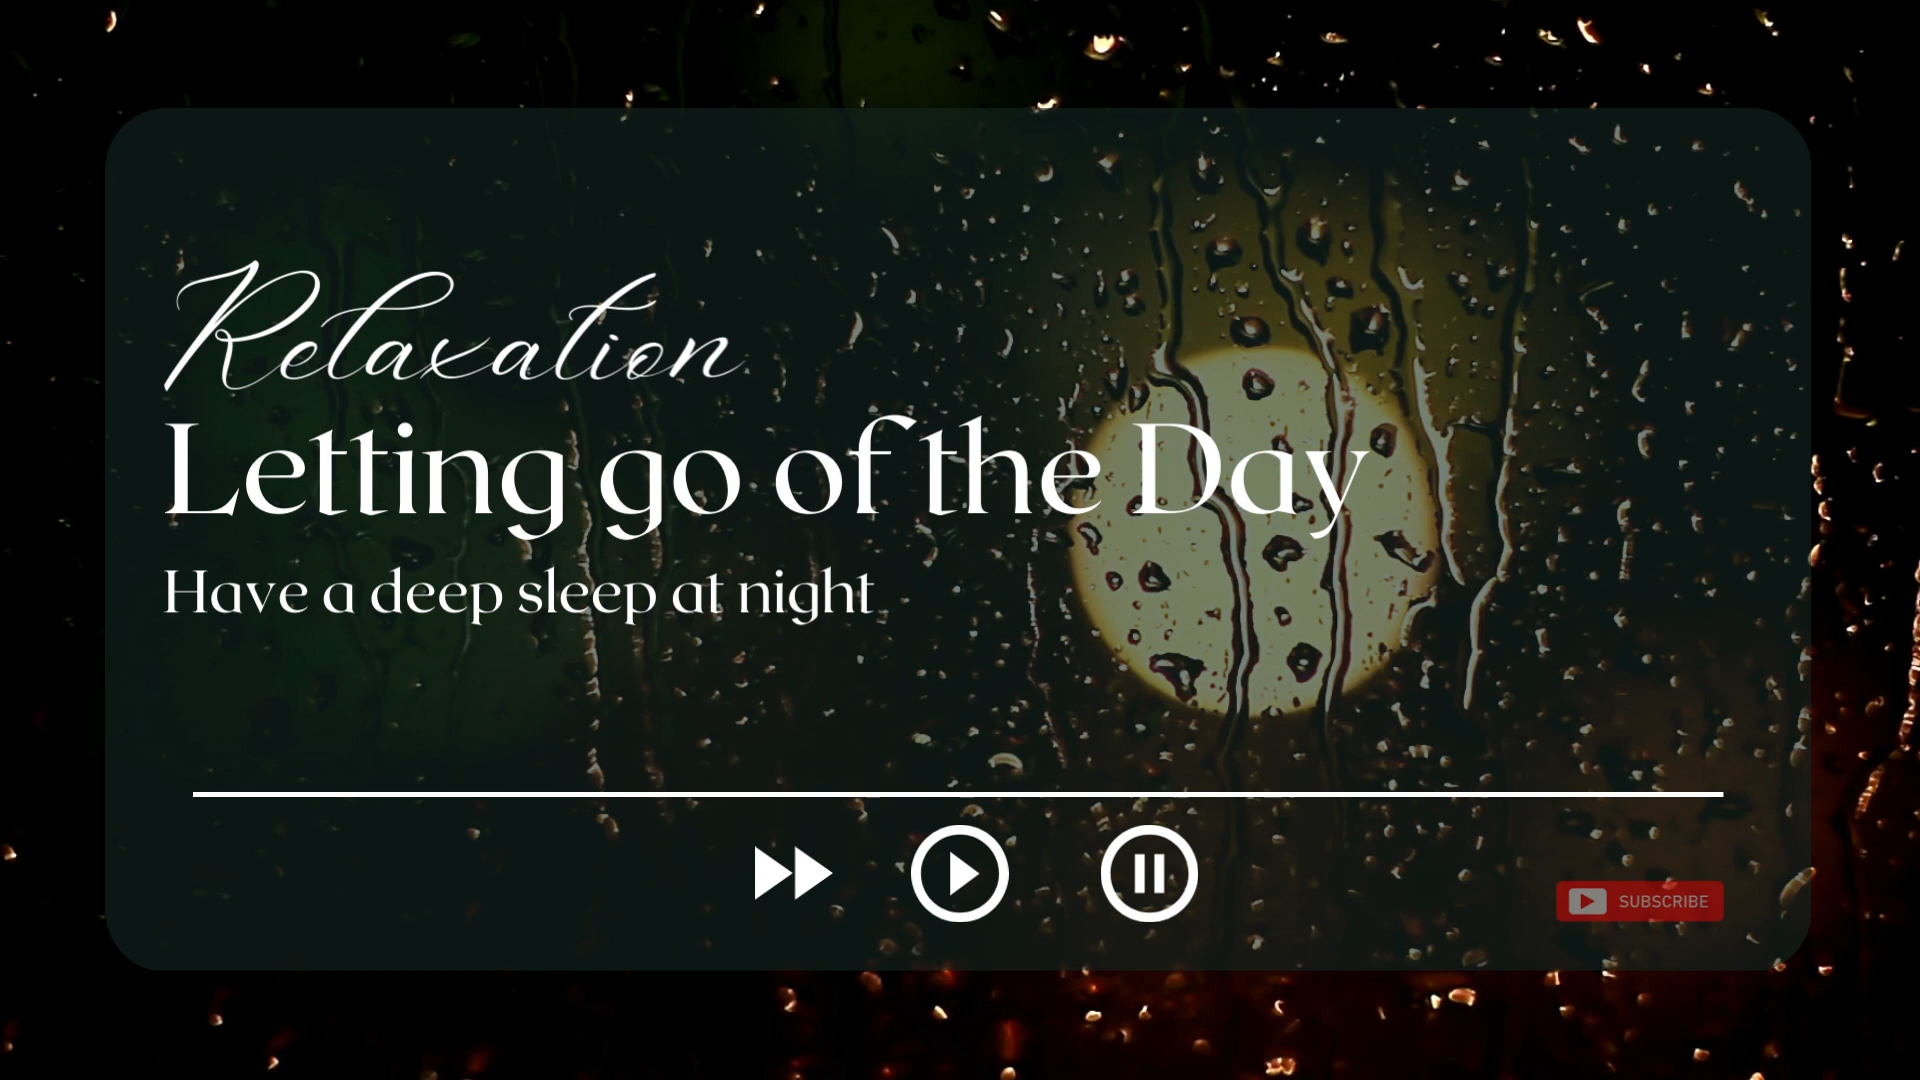 Relaxation
Letting go of the Day
Have a deep sleep at night
SUBSCRIBE